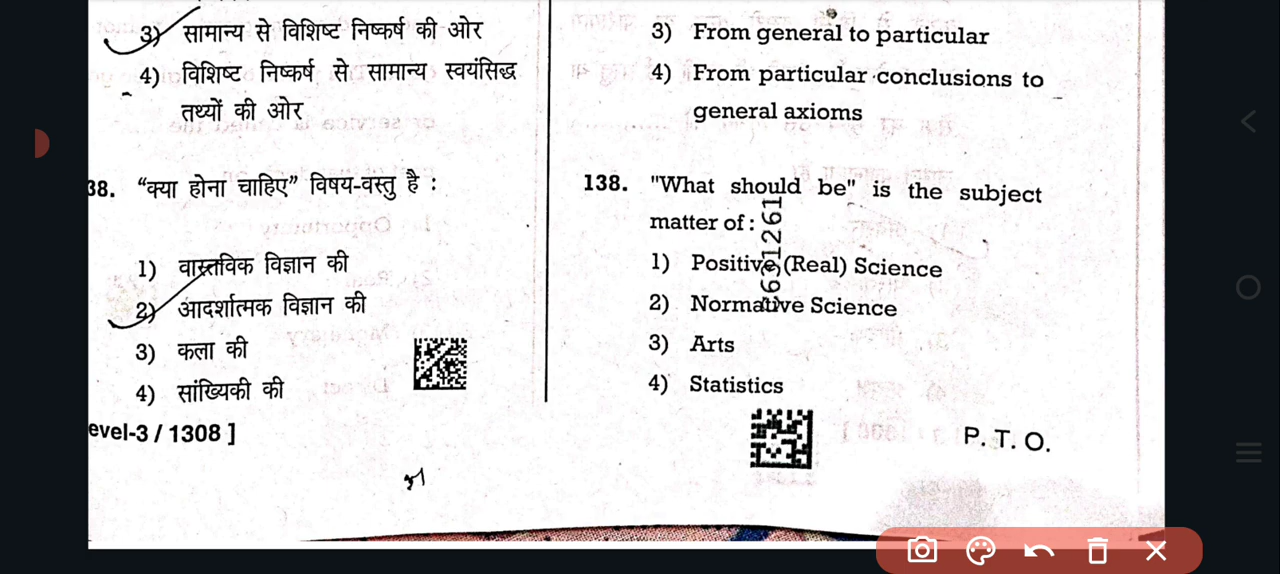 3) सामान्य से विशिष्ट निष्कर्ष की ओर
4) विशिष्ट निष्कर्ष से सामान्य स्वयंसिद्ध
तथ्यों की ओर
38. “क्या होना चाहिए” विषय-वस्तु है :
1) वास्तविक विज्ञान की
2) आदर्शात्मक विज्ञान की
3) कला की
4) सांख्यिकी की
evel-3 / 1308 ]
3) From general to particular
4) From particular conclusions to
general axioms
138. "What should be" is the subject
matter of :
1) Positive (Real) Science
2) Normative Science
3) Arts
4) Statistics
P. T. O.